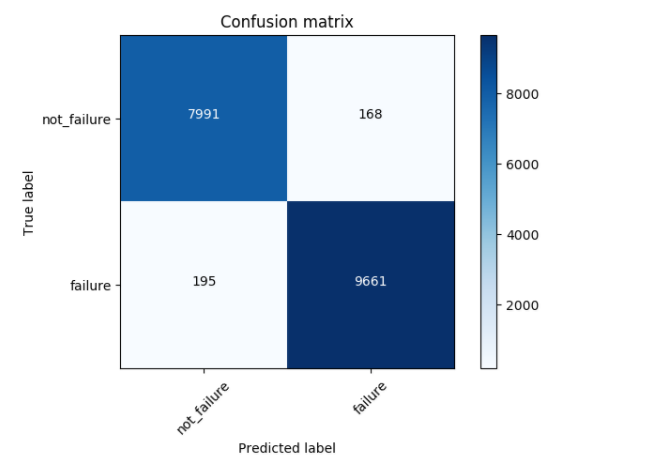 Confusion matrix
True label
not_failure
7991
168
failure
195
9661
not_failure
failure
Predicted label
8000
6000
4000
2000